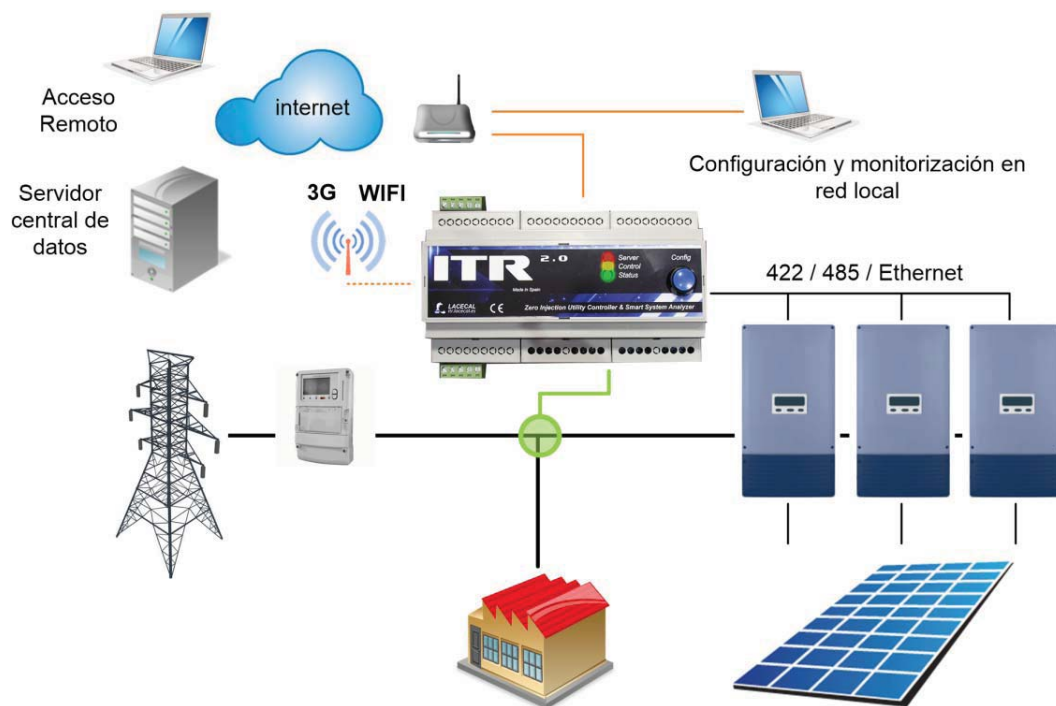 Acceso
Remoto
internet
Configuración y monitorización en
red local
Servidor
central de
datos
3G WIFI
ITR 2.0
Made in Spain
Server
Control
Status
Config
LACECAL
Zero Injection Utility Controller & Smart System Analyzer
CE
422 / 485 / Ethernet